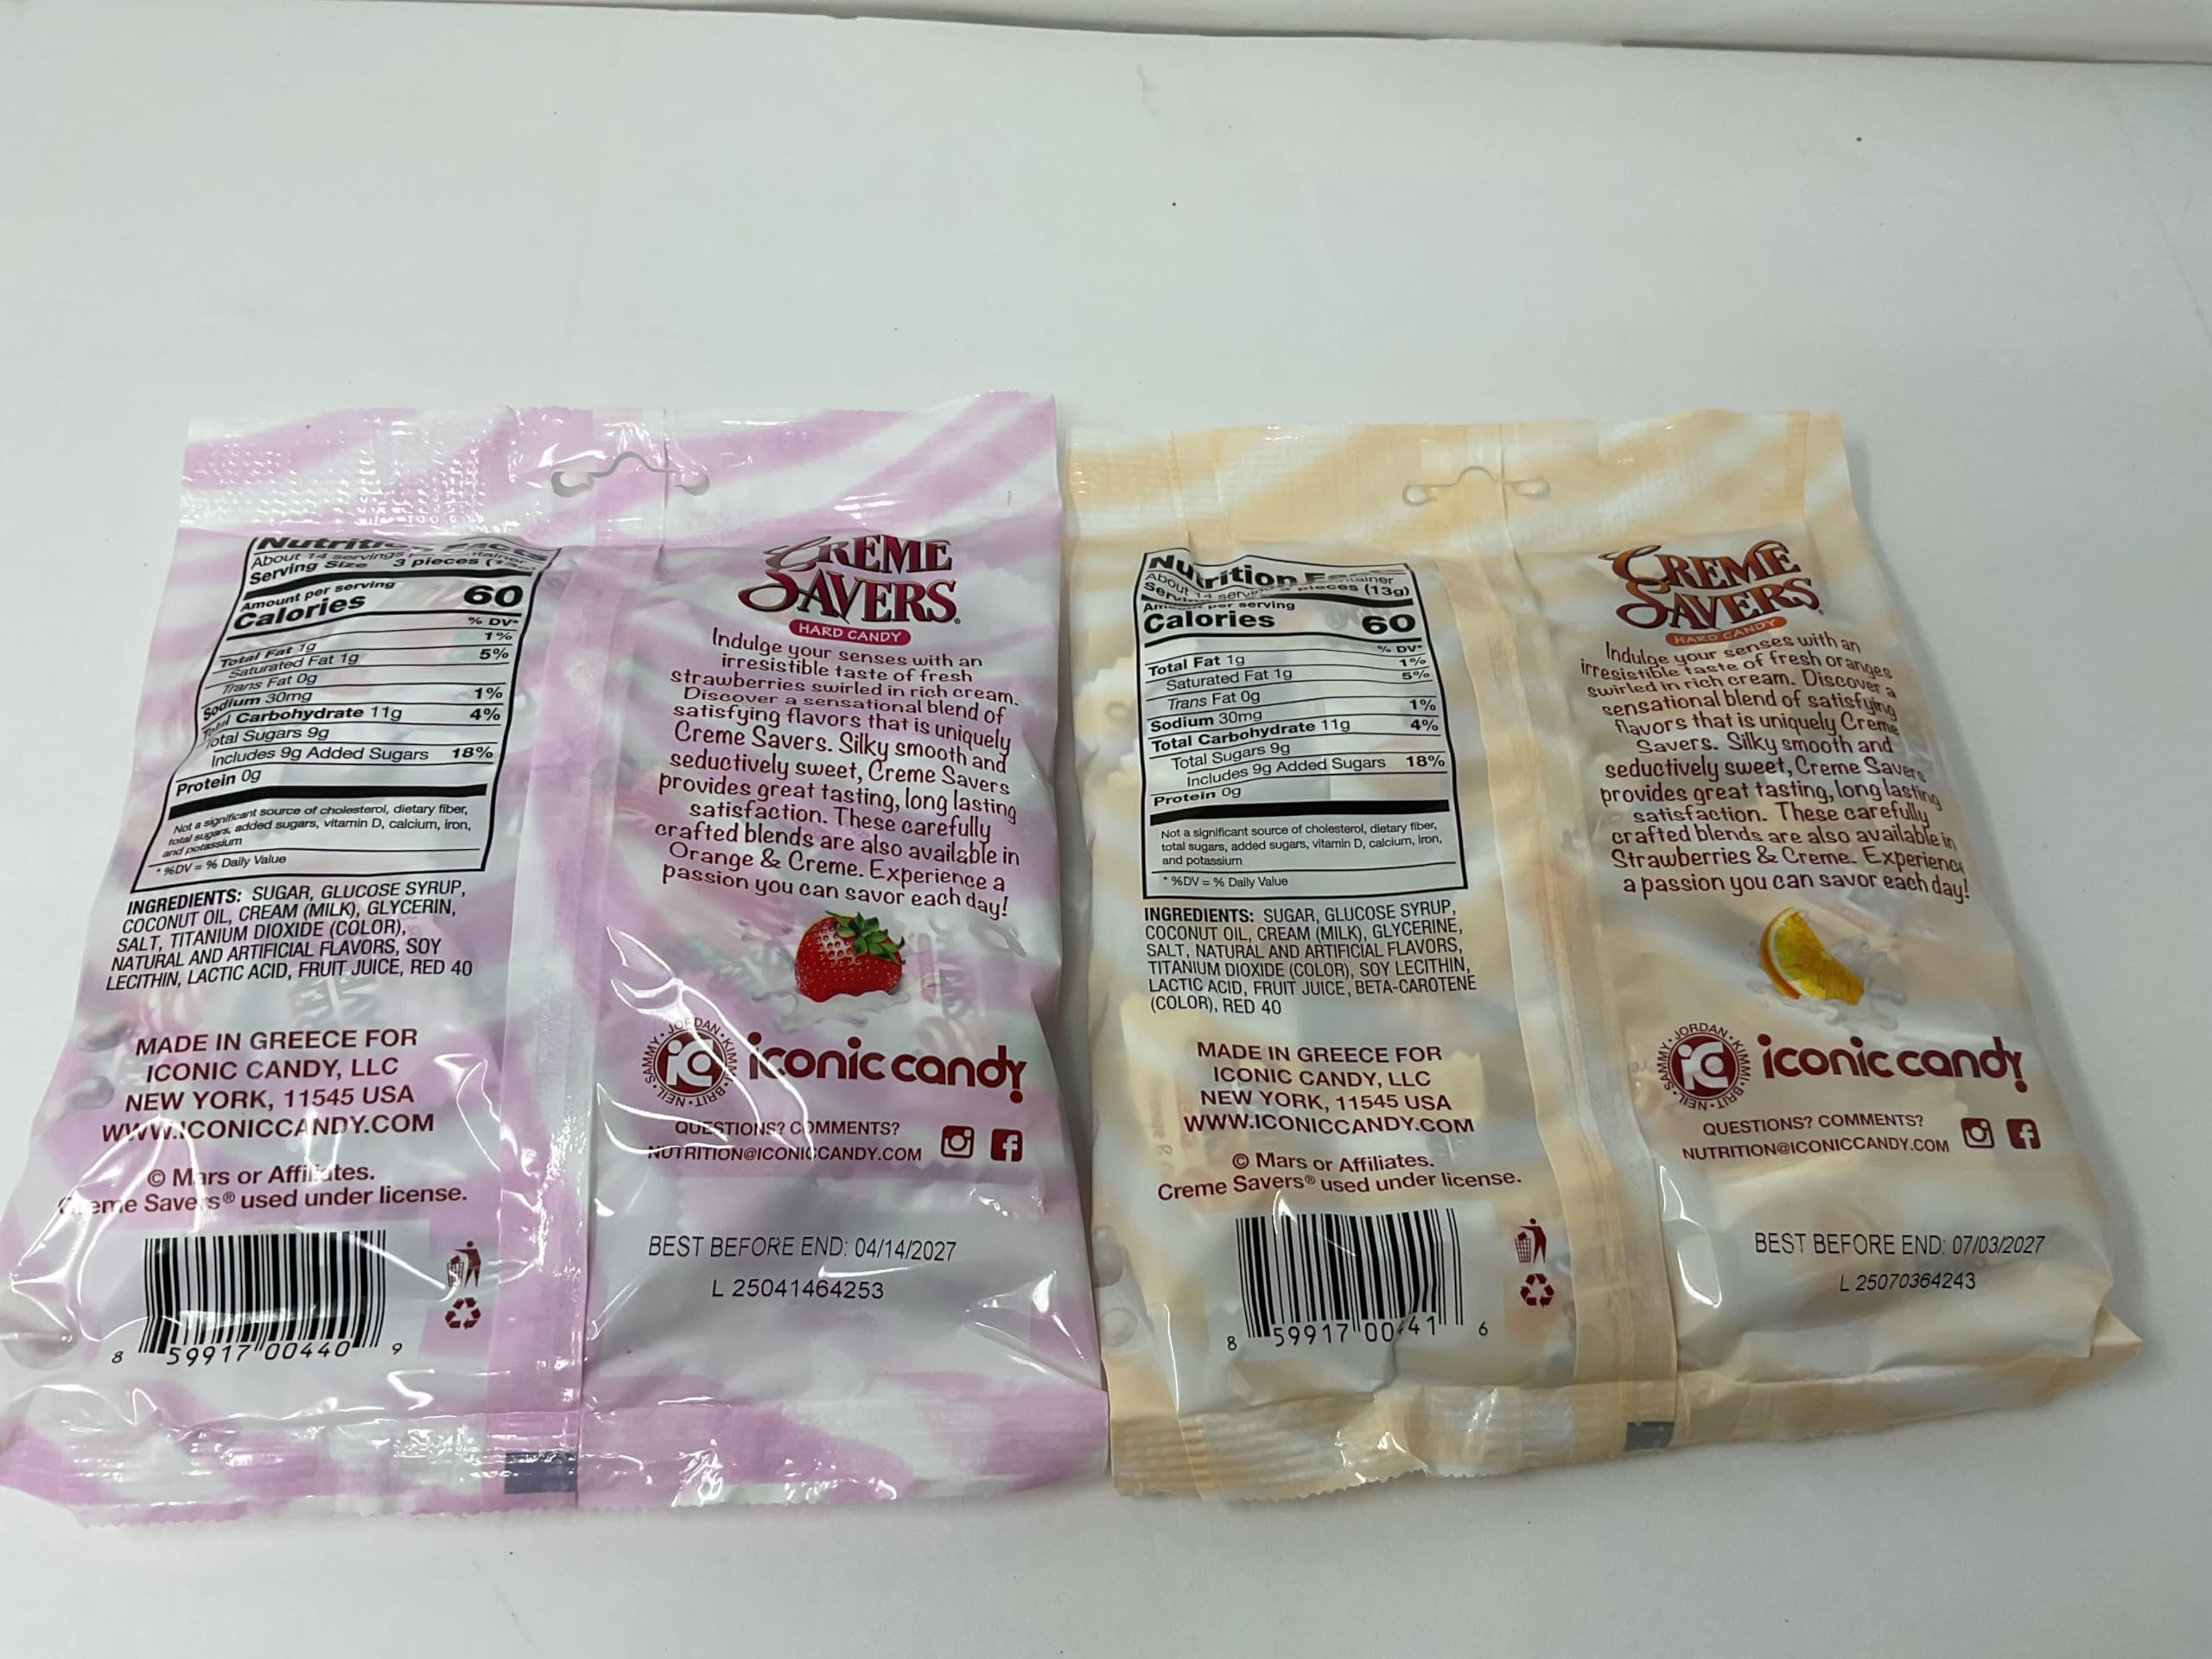 Nutrition Facts
About 14 servings container
Serving Size 3 pieces
Amount per serving
Calories 60
% DV*
Total Fat 1g 1%
Saturated Fat 1g 5%
Trans Fat 0g
Sodium 30mg 1%
Total Carbohydrate 11g 4%
Total Sugars 9g
Includes 9g Added Sugars 18%
Protein 0g
Not a significant source of cholesterol, dietary fiber,
total sugars, added sugars, vitamin D, calcium, iron,
and potassium
* %DV = % Daily Value
INGREDIENTS: SUGAR, GLUCOSE SYRUP,
COCONUT OIL, CREAM (MILK), GLYCERIN,
SALT, TITANIUM DIOXIDE (COLOR),
NATURAL AND ARTIFICIAL FLAVORS, SOY
LECITHIN, LACTIC ACID, FRUIT JUICE, RED 40
MADE IN GREECE FOR
ICONIC CANDY, LLC
NEW YORK, 11545 USA
WWW.ICONICCANDY.COM
© Mars or Affiliates.
Creme Savers® used under license.
8 59917 00440 9
CREME
SAVERS®
HARD CANDY
Indulge your senses with an
irresistible taste of fresh
strawberries swirled in rich cream.
Discover a sensational blend of
satisfying flavors that is uniquely
Creme Savers. Silky smooth and
seductively sweet, Creme Savers
provides great tasting, long lasting
satisfaction. These carefully
crafted blends are also available in
Orange & Creme. Experience a
passion you can savor each day!
JORDAN • KIMMI • BRIT • NEIL • SAMMY •
ic
iconic candy
QUESTIONS? COMMENTS?
NUTRITION@ICONICCANDY.COM
BEST BEFORE END: 04/14/2027
L 25041464253
Nutrition
About 14 container
pieces (13g)
Amount per serving
Calories 60
% DV*
Total Fat 1g 1%
Saturated Fat 1g 5%
Trans Fat 0g
Sodium 30mg 1%
Total Carbohydrate 11g 4%
Total Sugars 9g
Includes 9g Added Sugars 18%
Protein 0g
Not a significant source of cholesterol, dietary fiber,
total sugars, added sugars, vitamin D, calcium, iron,
and potassium
* %DV = % Daily Value
INGREDIENTS: SUGAR, GLUCOSE SYRUP,
COCONUT OIL, CREAM (MILK), GLYCERINE,
SALT, NATURAL AND ARTIFICIAL FLAVORS,
TITANIUM DIOXIDE (COLOR), SOY LECITHIN,
LACTIC ACID, FRUIT JUICE, BETA-CAROTENE
(COLOR), RED 40
MADE IN GREECE FOR
ICONIC CANDY, LLC
NEW YORK, 11545 USA
WWW.ICONICCANDY.COM
© Mars or Affiliates.
Creme Savers® used under license.
8 59917 00441 6
CREME
SAVERS®
HARD CANDY
Indulge your senses with an
irresistible taste of fresh oranges
swirled in rich cream. Discover a
sensational blend of satisfying
flavors that is uniquely Creme
Savers. Silky smooth and
seductively sweet, Creme Savers
provides great tasting, long lasting
satisfaction. These carefully
crafted blends are also available in
Strawberries & Creme. Experience
a passion you can savor each day!
JORDAN • KIMMI • BRIT • NEIL • SAMMY •
ic
iconic candy
QUESTIONS? COMMENTS?
NUTRITION@ICONICCANDY.COM
BEST BEFORE END: 07/03/2027
L 25070364243